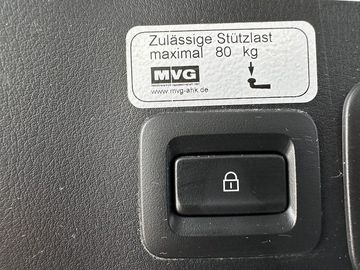 Zulässige Stützlast
maximal 80 kg
MVG
www.mvg-ahk.de